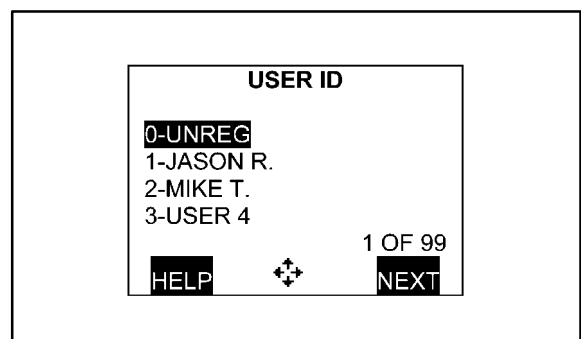 USER ID
0-UNREG
1-JASON R.
2-MIKE T.
3-USER 4
1 OF 99
HELP NEXT